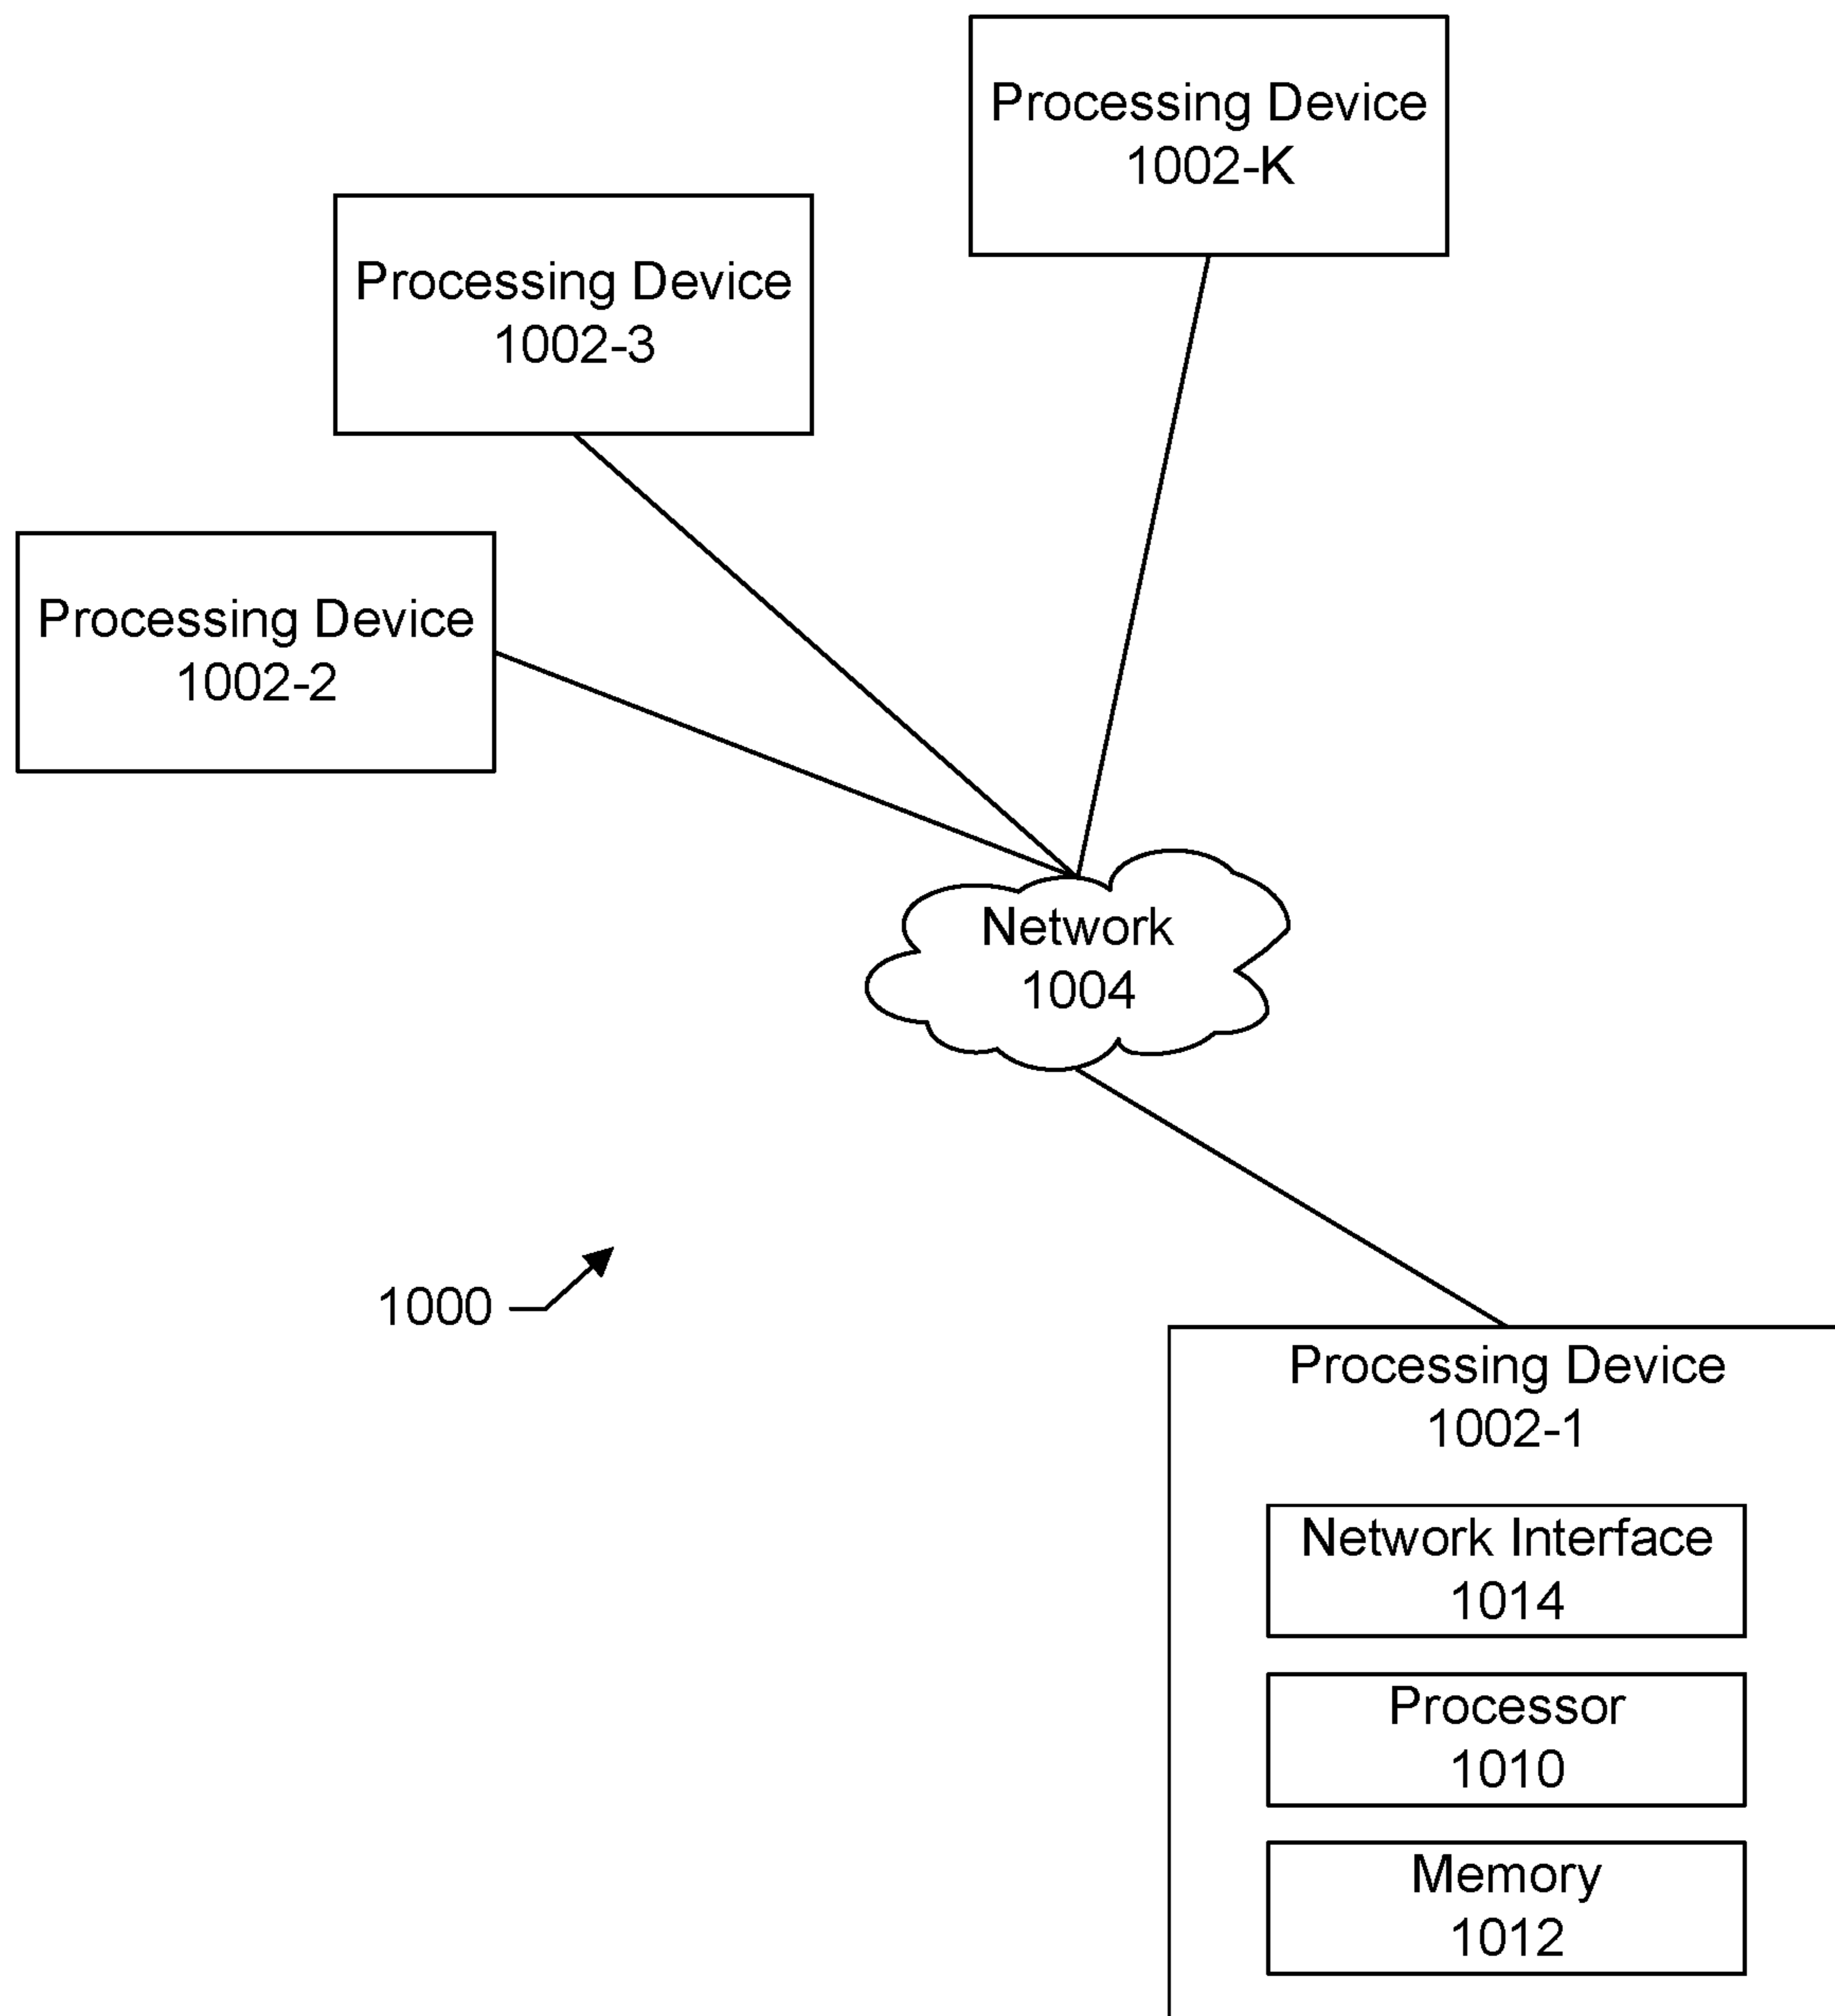 Processing Device
1002-K
Processing Device
1002-3
Processing Device
1002-2
Network
1004
1000
Processing Device
1002-1
Network Interface
1014
Processor
1010
Memory
1012